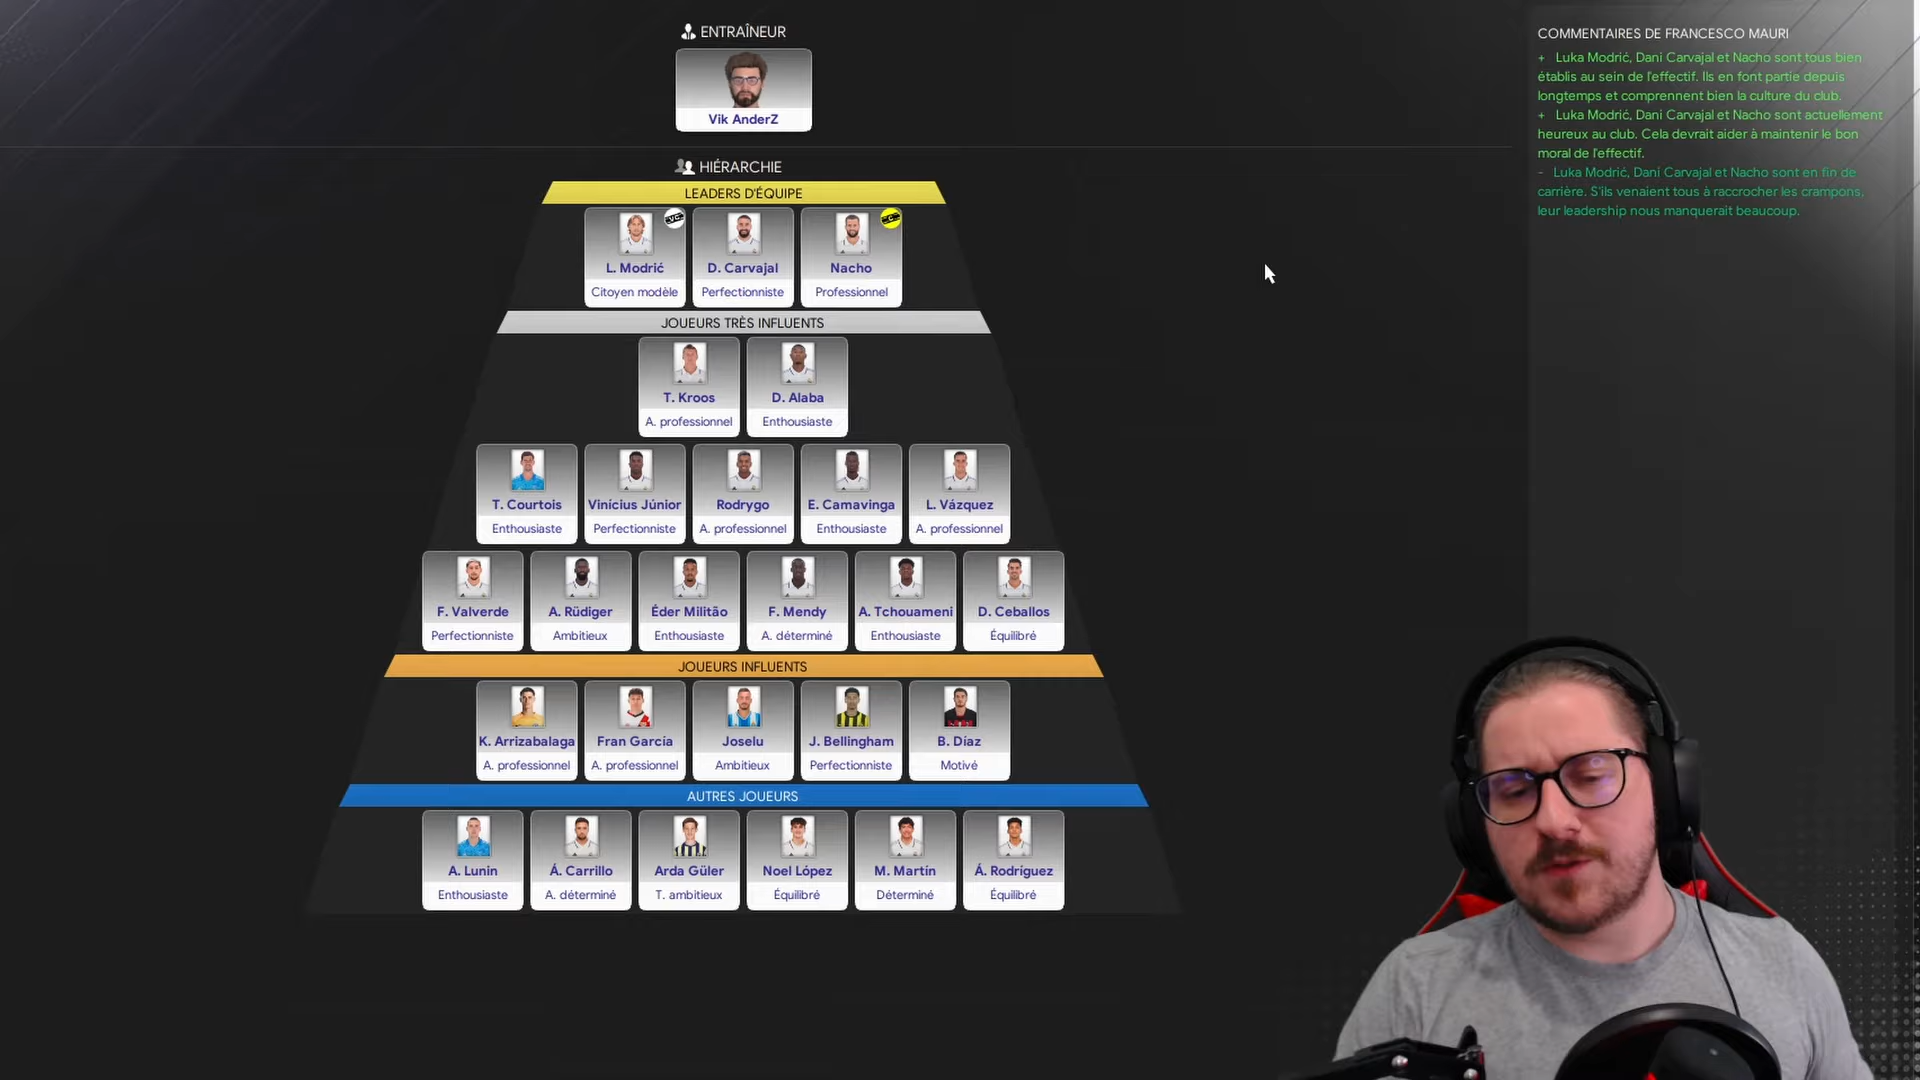 ENTRAÎNEUR
Vik AnderZ
HIÉRARCHIE
LEADERS D'ÉQUIPE
L. Modrić
Citoyen modèle
D. Carvajal
Perfectionniste
Nacho
Professionnel
JOUEURS TRÈS INFLUENTS
T. Kroos
A. professionnel
D. Alaba
Enthousiaste
T. Courtois
Enthousiaste
Vinícius Júnior
Perfectionniste
Rodrygo
A. professionnel
E. Camavinga
Enthousiaste
L. Vázquez
A. professionnel
F. Valverde
Perfectionniste
A. Rüdiger
Ambitieux
Éder Militão
Enthousiaste
F. Mendy
A. déterminé
A. Tchouameni
Enthousiaste
D. Ceballos
Équilibré
JOUEURS INFLUENTS
K. Arrizabalaga
A. professionnel
Fran García
A. professionnel
Joselu
Ambitieux
J. Bellingham
Perfectionniste
B. Díaz
Motivé
AUTRES JOUEURS
A. Lunin
Enthousiaste
Á. Carrillo
A. déterminé
Arda Güler
T. ambitieux
Noel López
Équilibré
M. Martín
Déterminé
Á. Rodríguez
Équilibré
COMMENTAIRES DE FRANCESCO MAURI
+ Luka Modrić, Dani Carvajal et Nacho sont tous bien
établis au sein de l'effectif. Ils en font partie depuis
longtemps et comprennent bien la culture du club.
+ Luka Modrić, Dani Carvajal et Nacho sont actuellement
heureux au club. Cela devrait aider à maintenir le bon
moral de l'effectif.
- Luka Modrić, Dani Carvajal et Nacho sont en fin de
carrière. S'ils venaient tous à raccrocher les crampons,
leur leadership nous manquerait beaucoup.